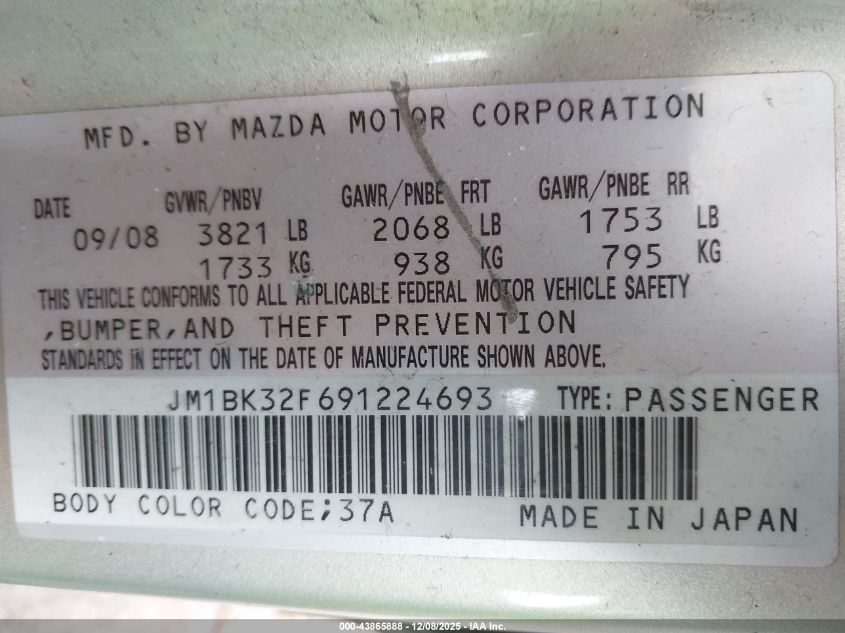 MFD. BY MAZDA MOTOR CORPORATION
DATE GVWR/PNBV GAWR/PNBE FRT GAWR/PNBE RR
09/08 3821 LB 2068 LB 1753 LB
1733 KG 938 KG 795 KG
THIS VEHICLE CONFORMS TO ALL APPLICABLE FEDERAL MOTOR VEHICLE SAFETY
,BUMPER,AND THEFT PREVENTION
STANDARDS IN EFFECT ON THE DATE OF MANUFACTURE SHOWN ABOVE.
JM1BK32F691224693 TYPE: PASSENGER
BODY COLOR CODE;37A MADE IN JAPAN
000-43865888 - 12/08/2025 - IAA Inc.